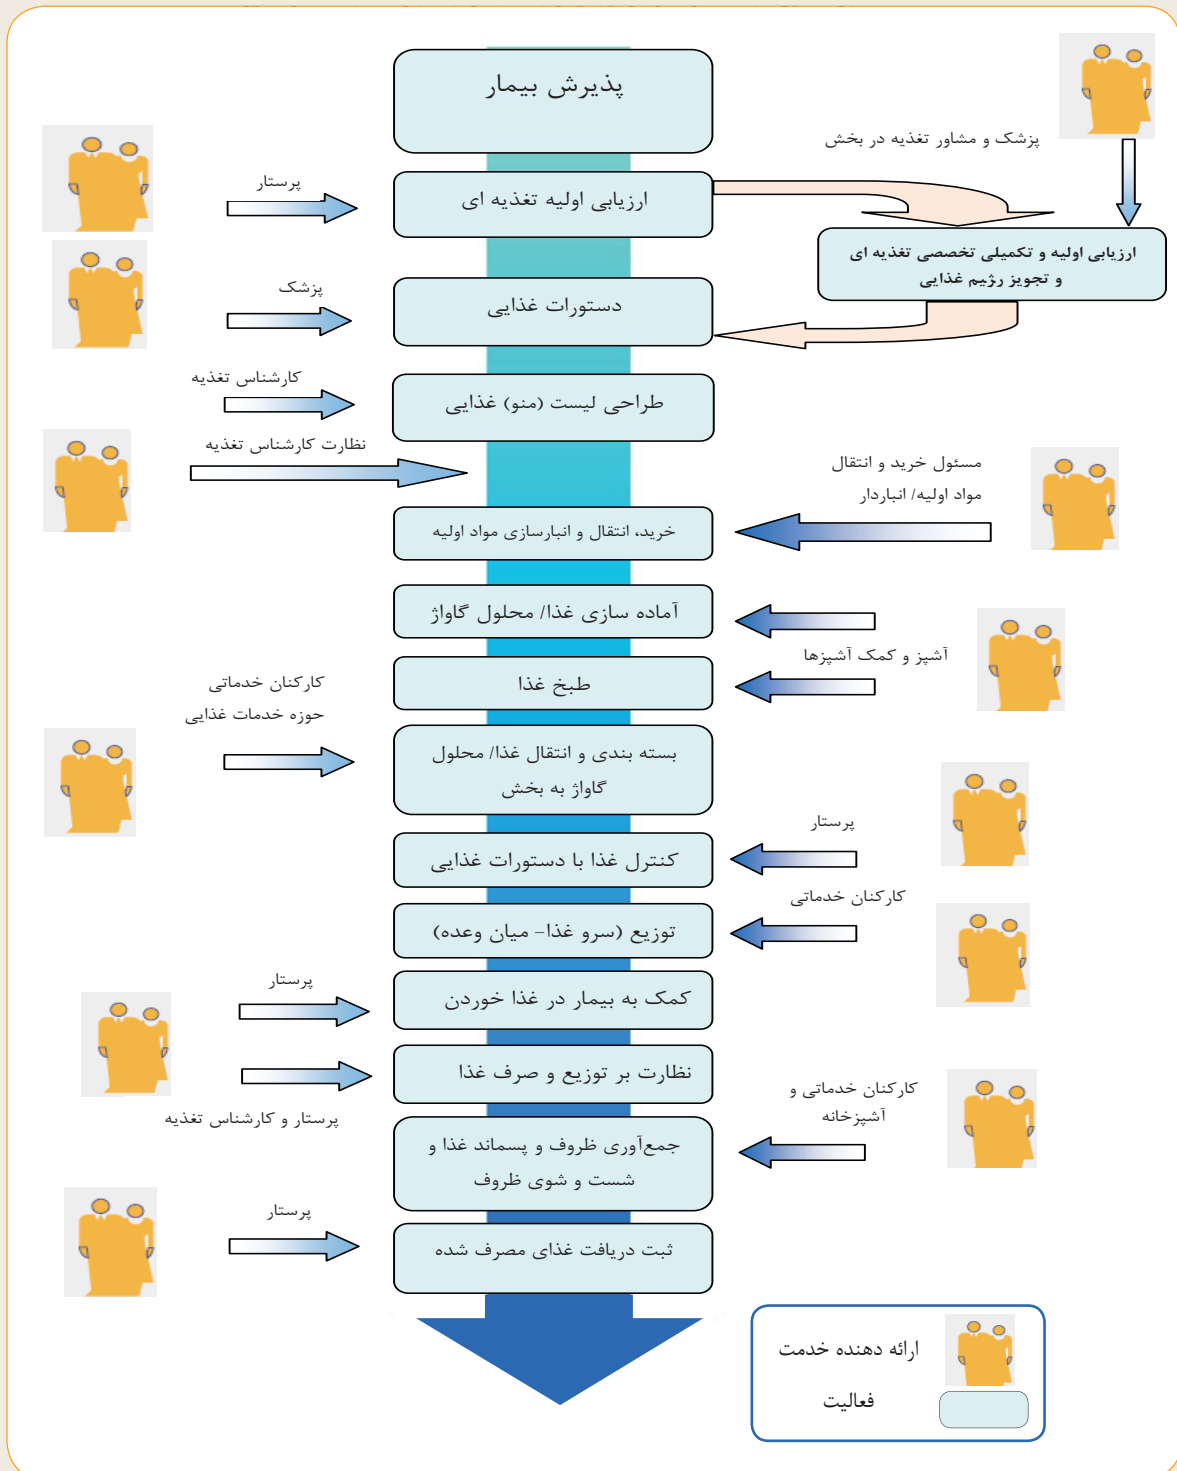 پذیرش بیمار
پزشک و مشاور تغذیه در بخش
پرستار
ارزیابی اولیه تغذیه ای
ارزیابی اولیه و تکمیلی تخصصی تغذیه ای
و تجویز رژیم غذایی
پزشک
دستورات غذایی
کارشناس تغذیه
طراحی لیست (منو) غذایی
نظارت کارشناس تغذیه
مسئول خرید و انتقال
مواد اولیه/ انباردار
خرید، انتقال و انبارسازی مواد اولیه
آماده سازی غذا/ محلول گاواژ
آشپز و کمک آشپزها
طبخ غذا
کارکنان خدماتی
حوزه خدمات غذایی
بسته بندی و انتقال غذا/ محلول
گاواژ به بخش
پرستار
کنترل غذا با دستورات غذایی
کارکنان خدماتی
توزیع (سرو غذا- میان وعده)
پرستار
کمک به بیمار در غذا خوردن
نظارت بر توزیع و صرف غذا
پرستار و کارشناس تغذیه
کارکنان خدماتی و
آشپزخانه
جمع‌آوری ظروف و پسماند غذا و
شست و شوی ظروف
پرستار
ثبت دریافت غذای مصرف شده
ارائه دهنده خدمت
فعالیت